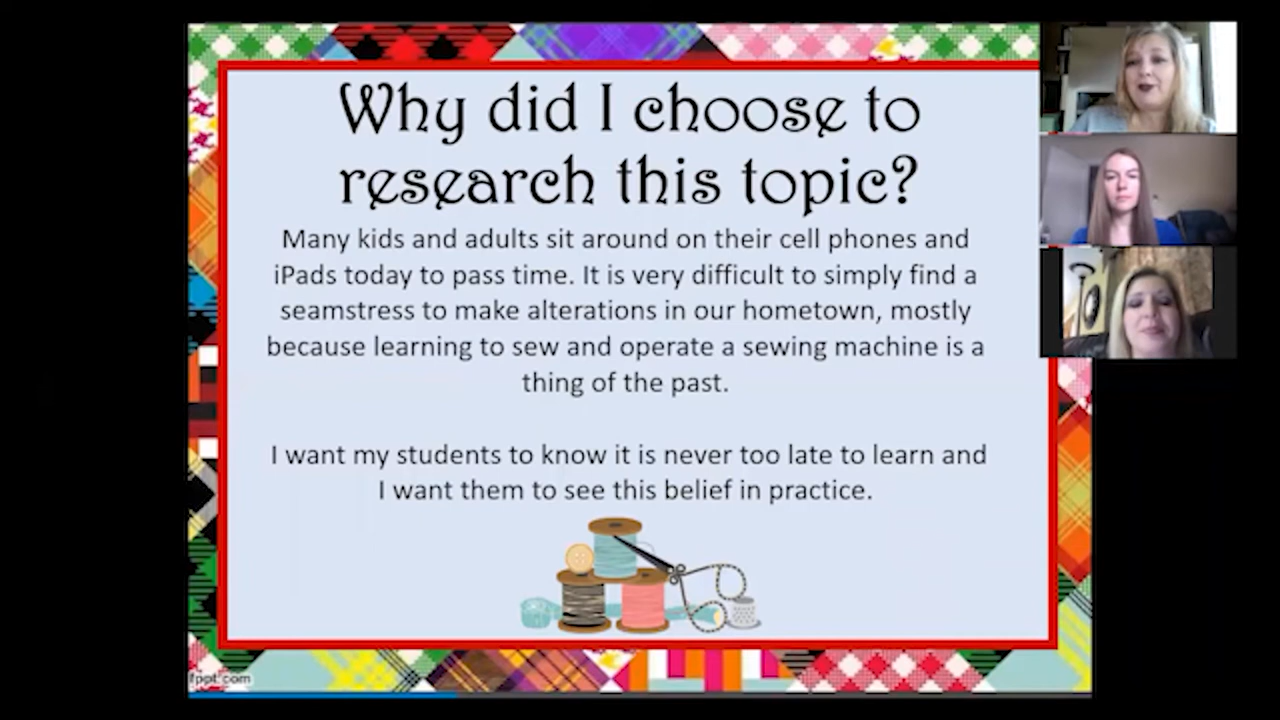 Why did I choose to
research this topic?
Many kids and adults sit around on their cell phones and
iPads today to pass time. It is very difficult to simply find a
seamstress to make alterations in our hometown, mostly
because learning to sew and operate a sewing machine is a
thing of the past.
I want my students to know it is never too late to learn and
I want them to see this belief in practice.
fppt.com